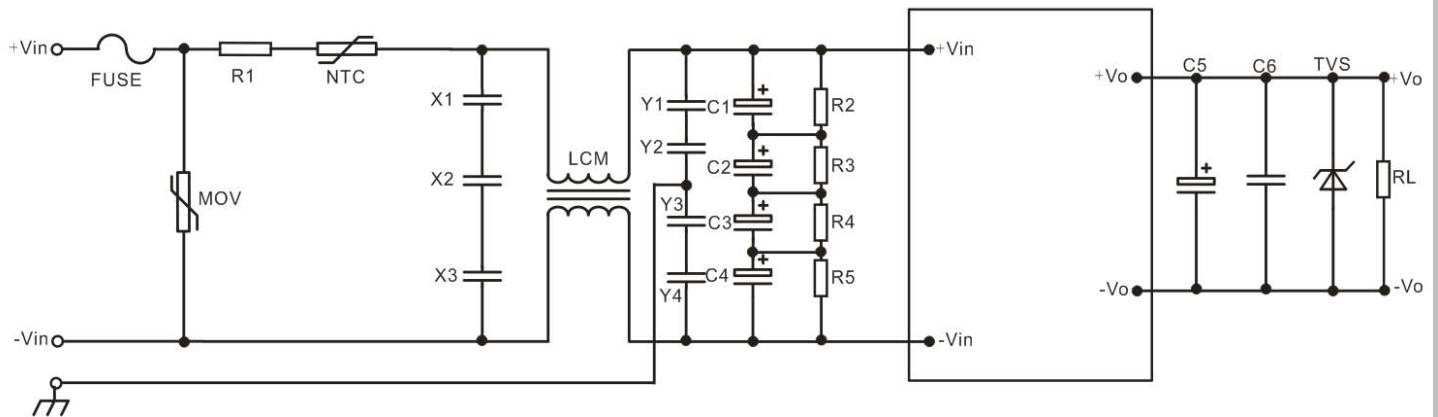 +Vin
FUSE
R1
NTC
MOV
X1
X2
X3
-Vin
LCM
Y1
Y2
Y3
Y4
C1
C2
C3
C4
+
+
+
+
R2
R3
R4
R5
+Vin
-Vin
+Vo
-Vo
C5
C6
TVS
+Vo
+
RL
-Vo